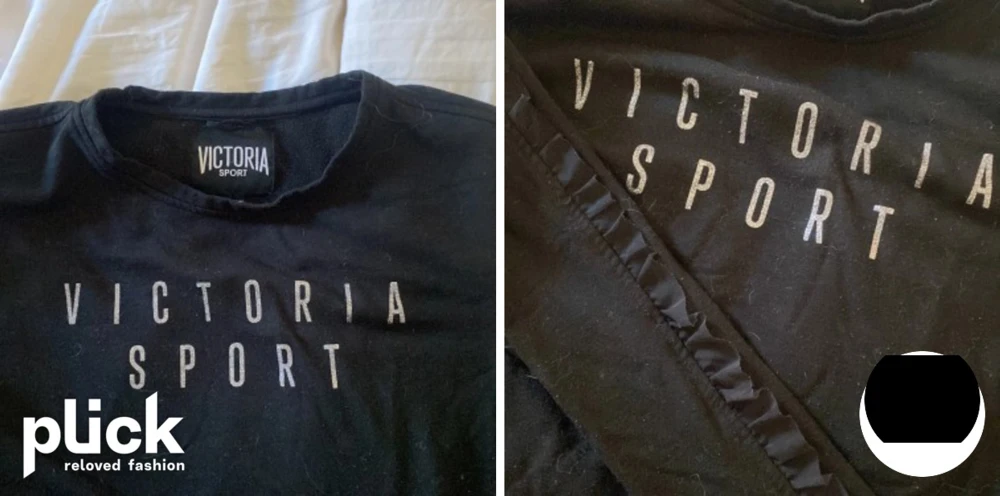 VICTORIA
SPORT
VICTORIA
SPORT
plick
reloved fashion
VICTORIA
SPORT